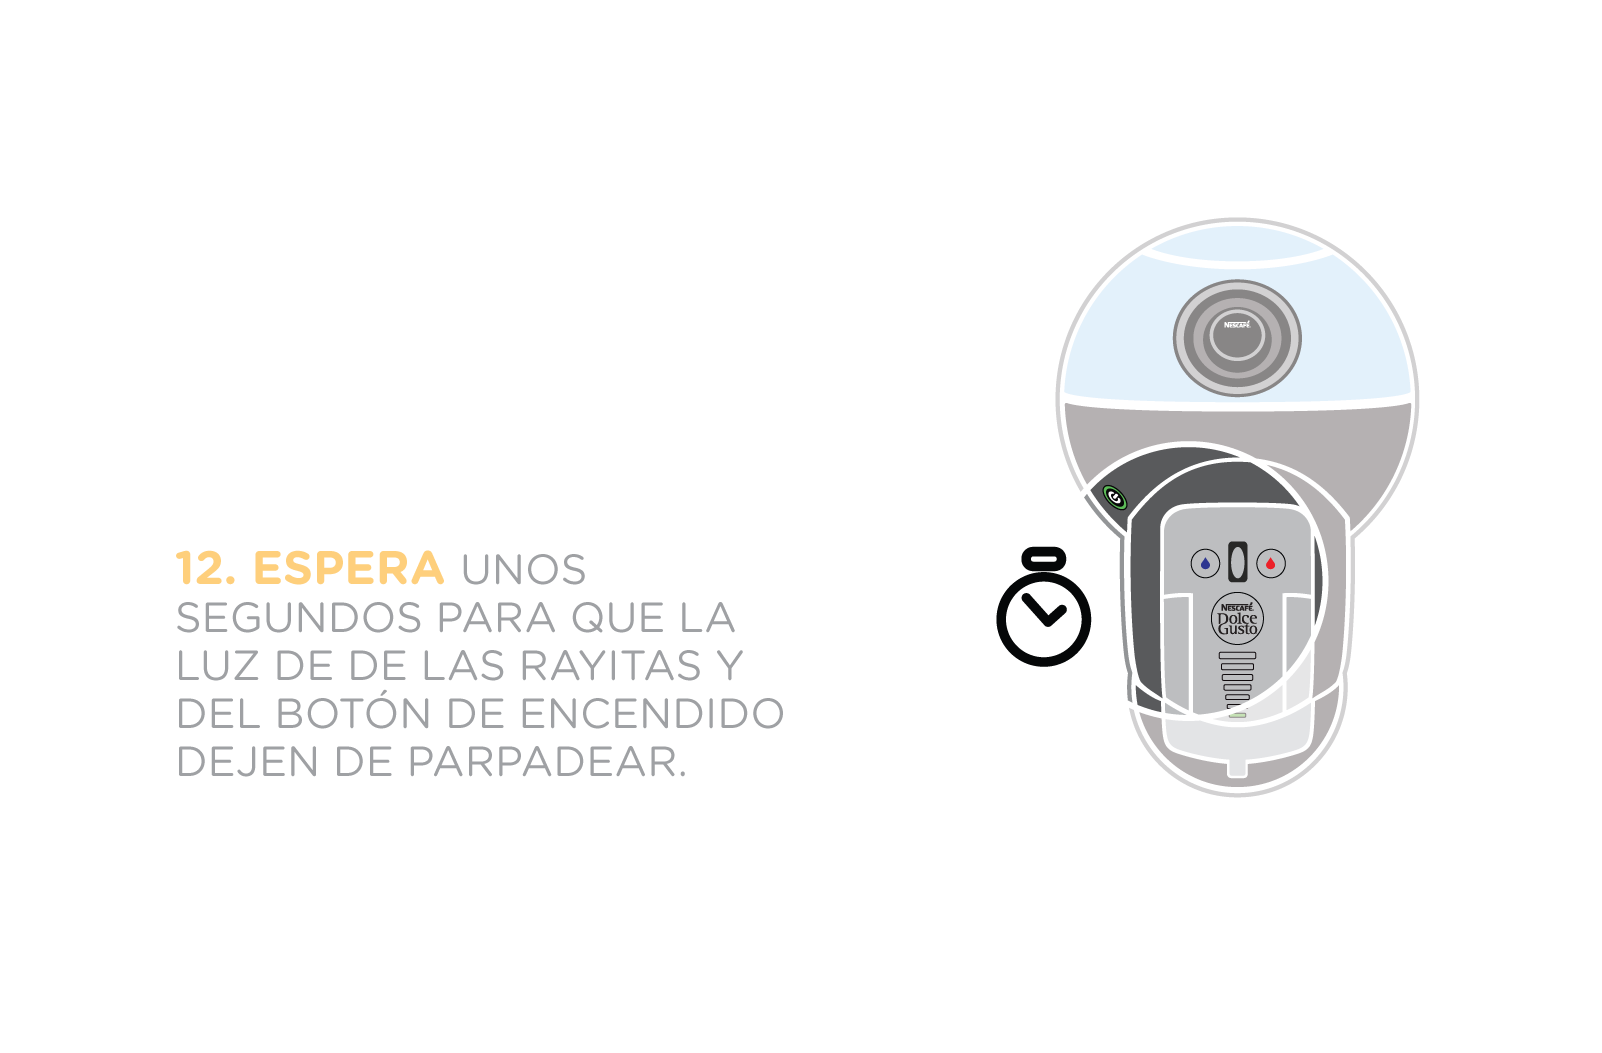 12. ESPERA UNOS
SEGUNDOS PARA QUE LA
LUZ DE DE LAS RAYITAS Y
DEL BOTÓN DE ENCENDIDO
DEJEN DE PARPADEAR.
NESCAFÉ.
NESCAFÉ.
Dolce
Gusto